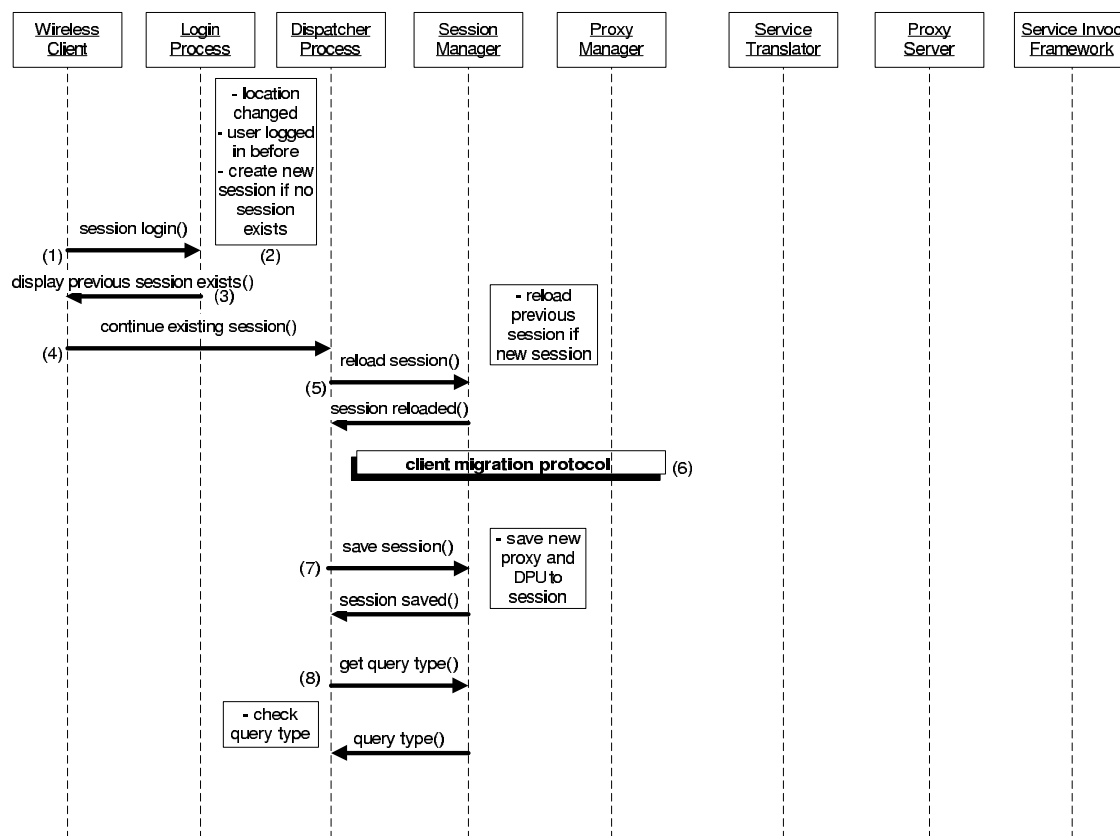 Wireless
Client
Login
Process
Dispatcher
Process
Session
Manager
Proxy
Manager
Service
Translator
Proxy
Server
Service Invoc
Framework
- location
changed
- user logged
in before
- create new
session if no
session
exists
session login()
(1)
(2)
display previous session exists()
(3)
- reload
previous
session if
new session
continue existing session()
(4)
reload session()
(5)
session reloaded()
client migration protocol
(6)
save session()
(7)
- save new
proxy and
DPU to
session
session saved()
get query type()
(8)
- check
query type
query type()